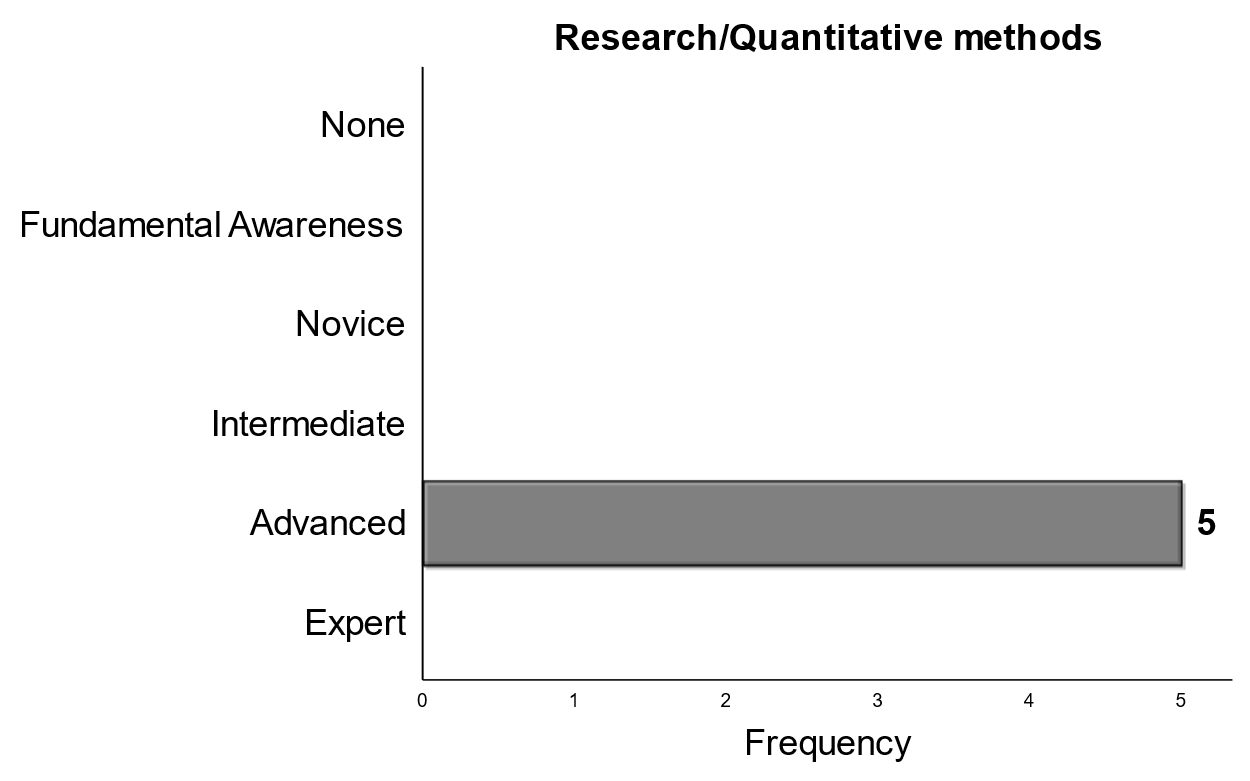 Research/Quantitative methods
None
Fundamental Awareness
Novice
Intermediate
Advanced
5
Expert
0 1 2 3 4 5
Frequency